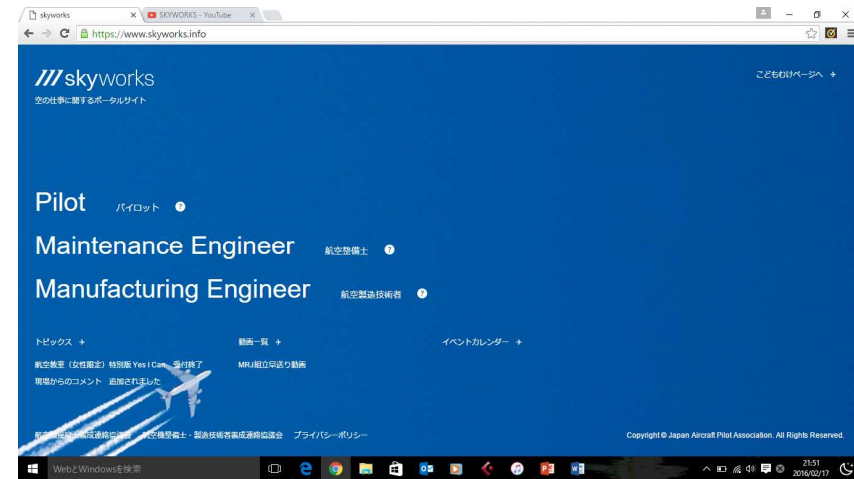 skyworks
SKYWORKS - YouTube
https://www.skyworks.info
skyworks
こどもむけページへ +
空の仕事に関するポータルサイト
Pilot パイロット ?
Maintenance Engineer 航空整備士 ?
Manufacturing Engineer 航空製造技術者 ?
トピックス + 動画一覧 + イベントカレンダー +
航空教室（女性限定）特別版 Yes I Can 受付終了 MRJ組立早送り動画
現場からのコメント 追加されました
航空機整備士・製造技術者養成連絡協議会 プライバシーポリシー
Copyright © Japan Aircraft Pilot Association. All Rights Reserved.
WebとWindowsを検索
21:51
2016/02/17